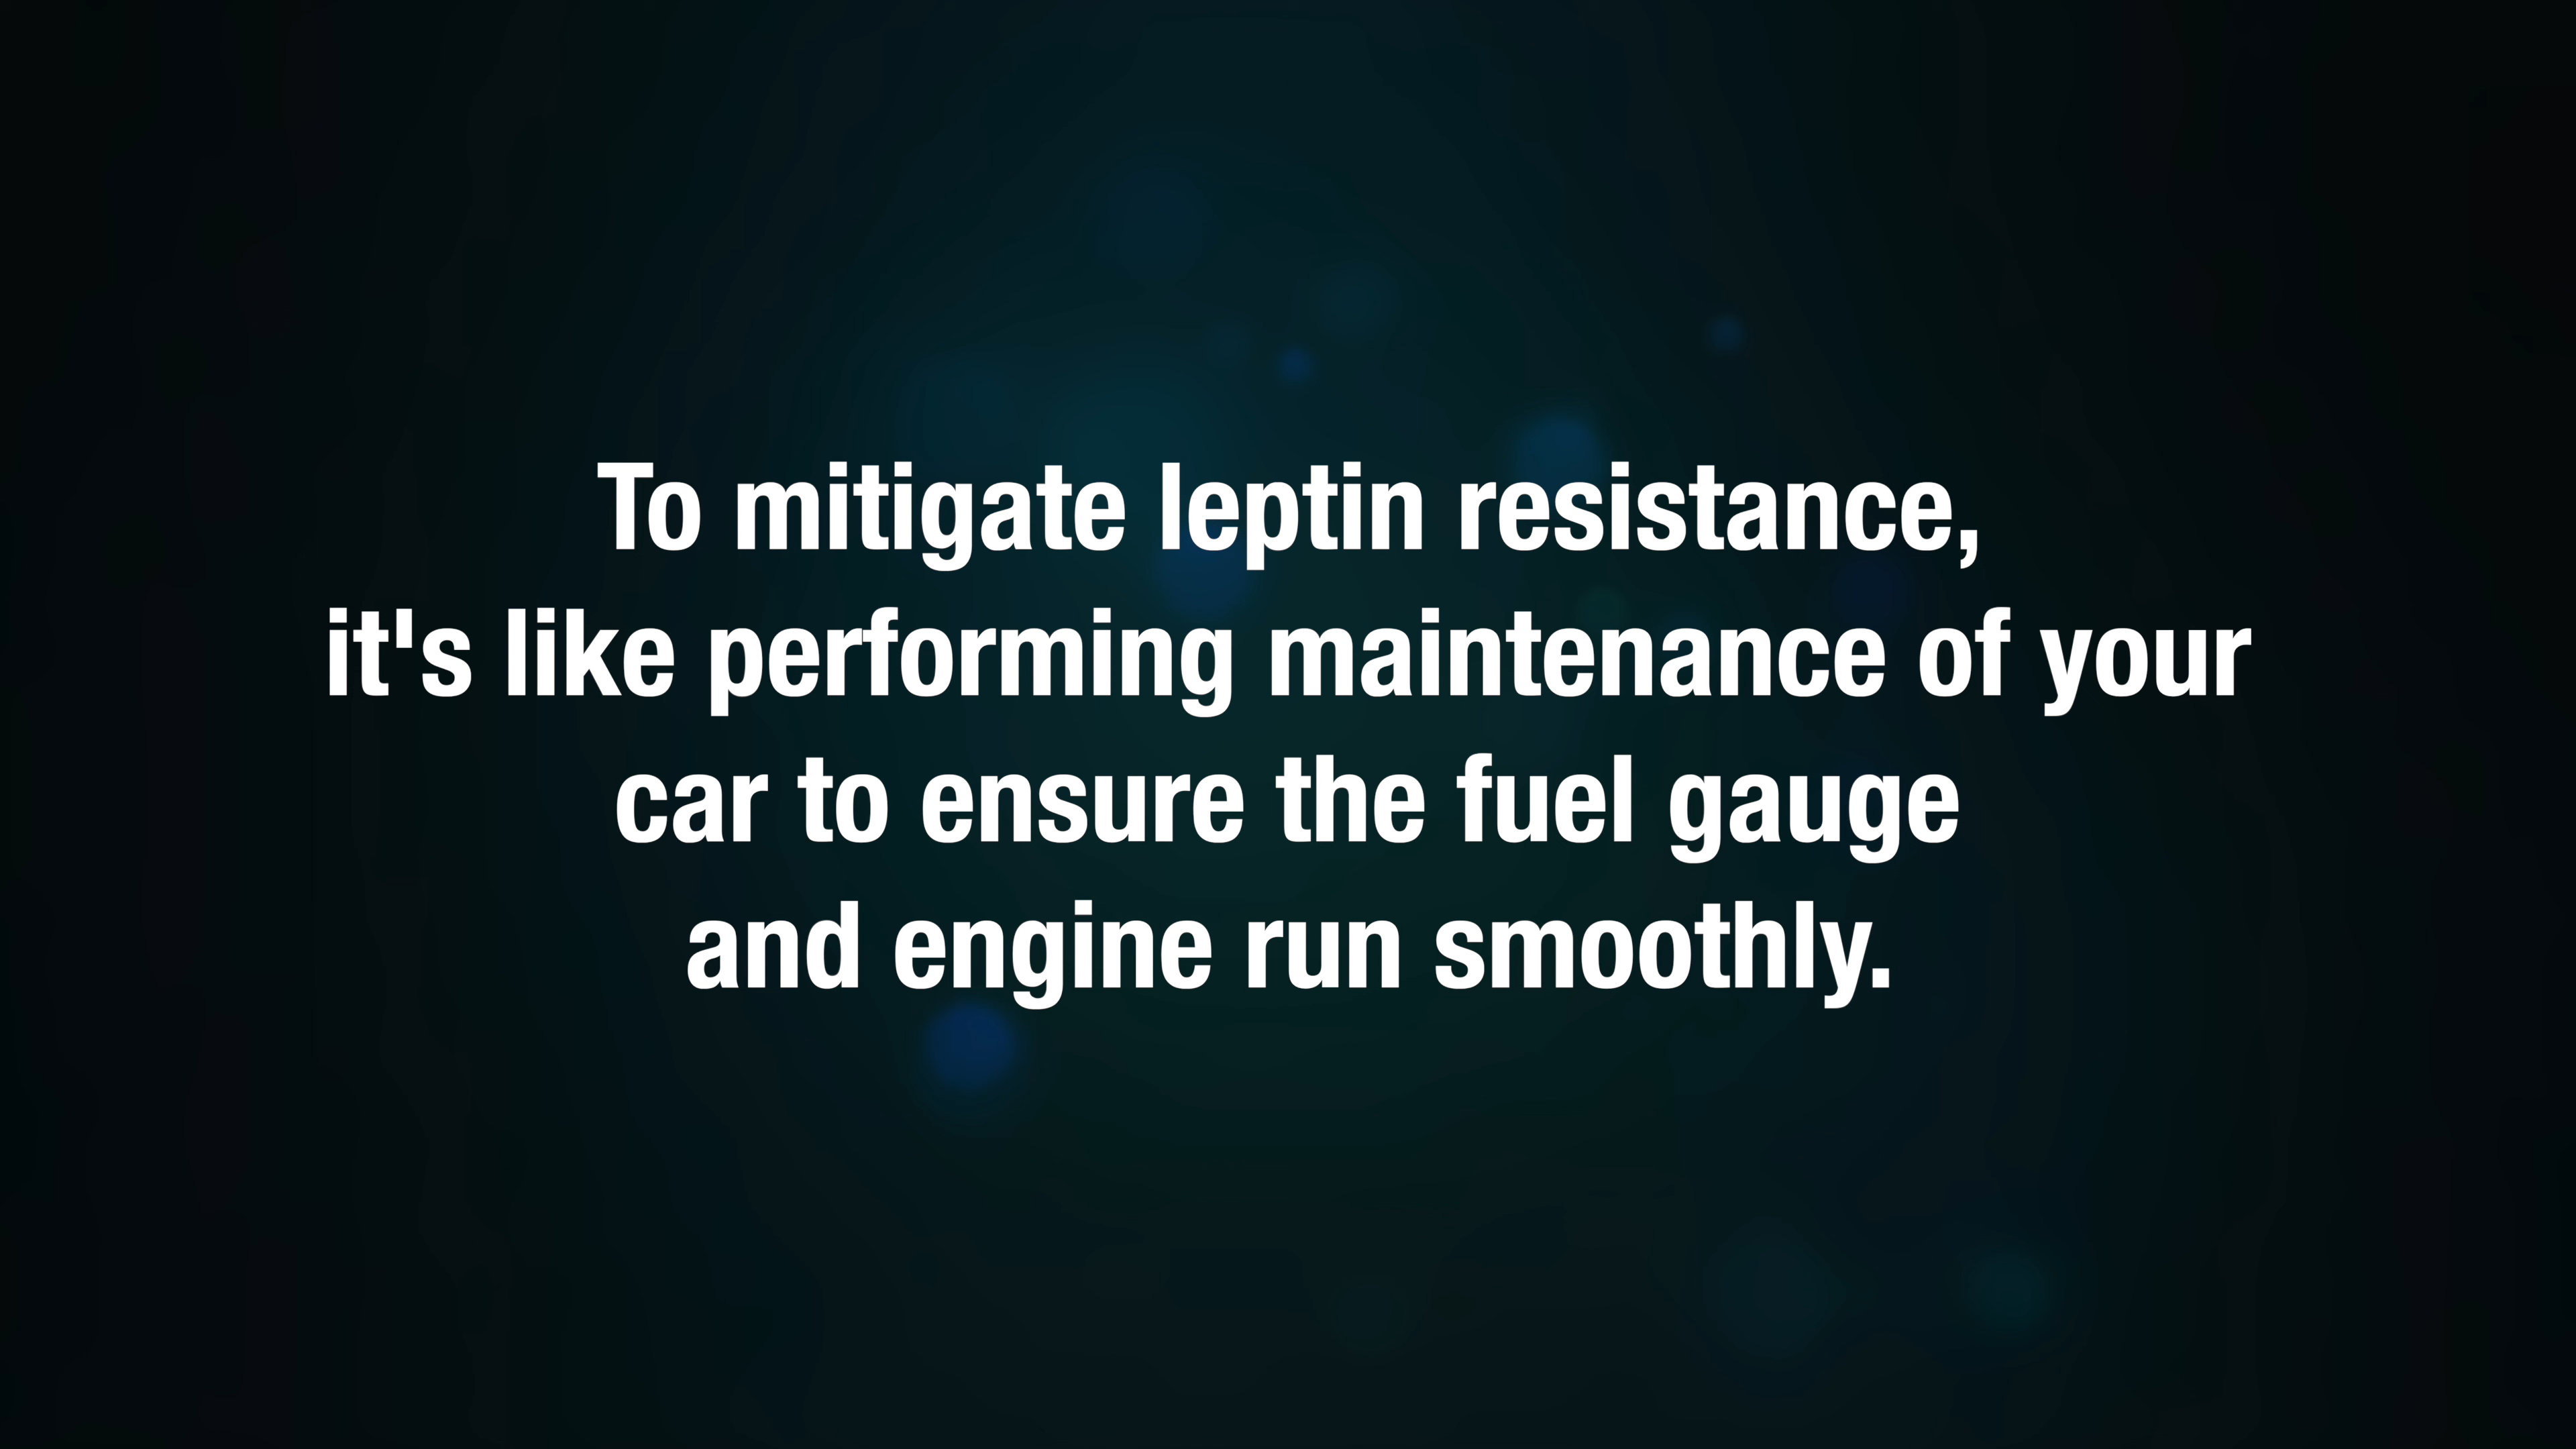 To mitigate leptin resistance,
it's like performing maintenance of your
car to ensure the fuel gauge
and engine run smoothly.